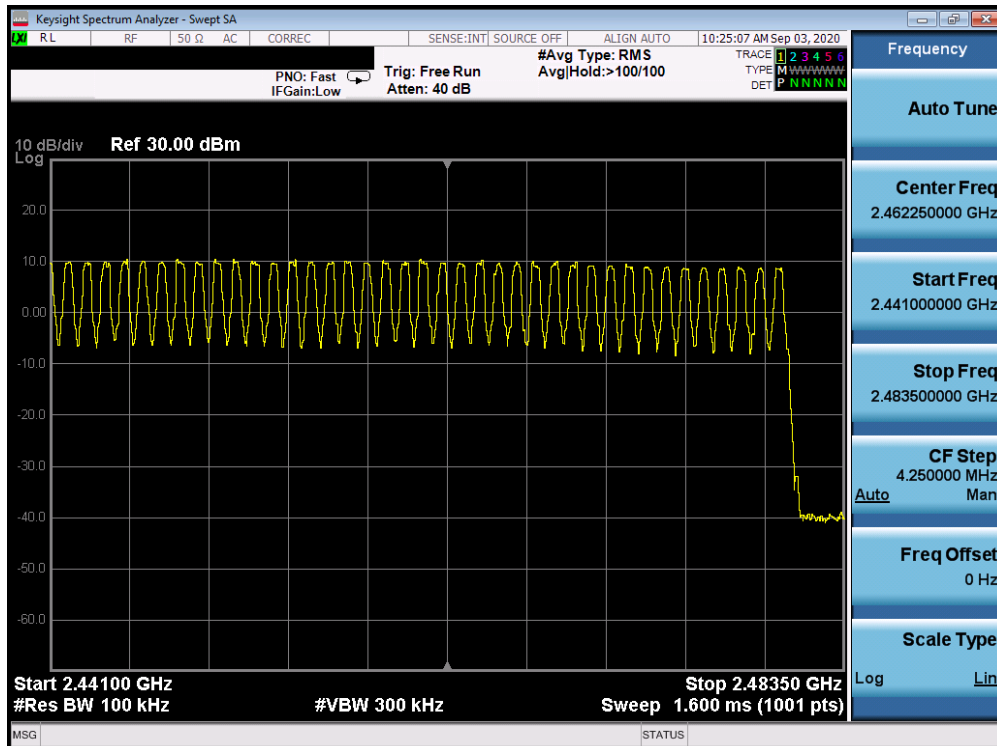 Keysight Spectrum Analyzer - Swept SA
LXI RL RF 50 Ω AC CORREC SENSE:INT SOURCE OFF ALIGN AUTO 10:25:07 AM Sep 03, 2020
PNO: Fast
IFGain:Low
Trig: Free Run
Atten: 40 dB
#Avg Type: RMS
Avg|Hold:>100/100
TRACE 1 2 3 4 5 6
TYPE M WWWWW
DET P N N N N N
10 dB/div
Log
Ref 30.00 dBm
20.0
10.0
0.00
-10.0
-20.0
-30.0
-40.0
-50.0
-60.0
Start 2.44100 GHz
Stop 2.48350 GHz
#Res BW 100 kHz
#VBW 300 kHz
Sweep 1.600 ms (1001 pts)
MSG
STATUS
Frequency
Auto Tune
Center Freq
2.462250000 GHz
Start Freq
2.441000000 GHz
Stop Freq
2.483500000 GHz
CF Step
4.250000 MHz
Auto Man
Freq Offset
0 Hz
Scale Type
Log Lin